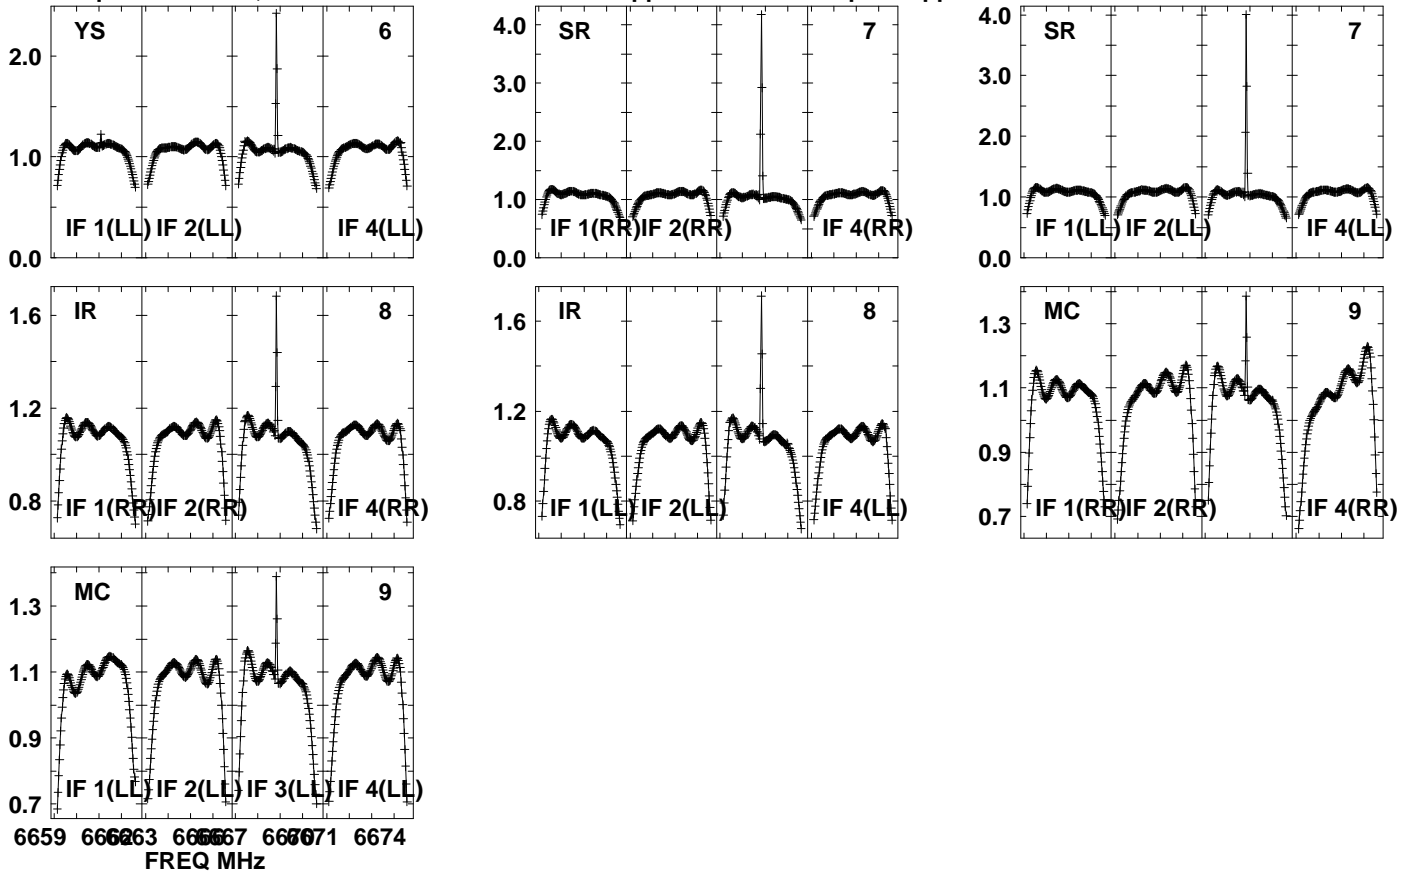 YS 6
2.0
1.0
0.0
IF 1(LL) IF 2(LL) IF 4(LL)
SR 7
4.0
3.0
2.0
1.0
0.0
IF 1(RR) IF 2(RR) IF 4(RR)
SR 7
4.0
3.0
2.0
1.0
0.0
IF 1(LL) IF 2(LL) IF 4(LL)
IR 8
1.6
1.2
0.8
IF 1(RR) IF 2(RR) IF 4(RR)
IR 8
1.6
1.2
0.8
IF 1(LL) IF 2(LL) IF 4(LL)
MC 9
1.3
1.1
0.9
0.7
IF 1(RR) IF 2(RR) IF 4(RR)
MC 9
1.3
1.1
0.9
0.7
IF 1(LL) IF 2(LL) IF 3(LL) IF 4(LL)
6659 6662 6663 6666 6667 6670 6671 6674
FREQ MHz